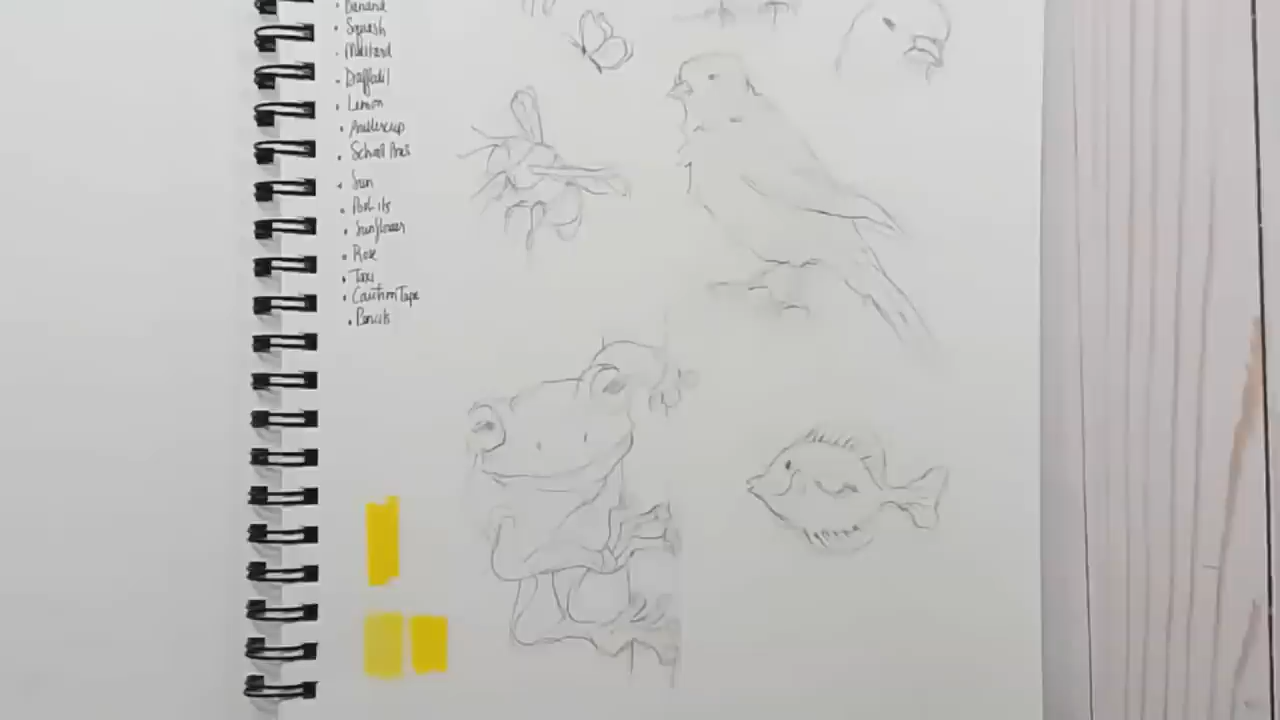 • Banana
• Squash
• Mustard
• Daffodil
• Lemon
• Buttercup
• School Bus
• Sun
• Post its
• Sunflower
• Rose
• Taxi
• Caution Tape
• Pencils